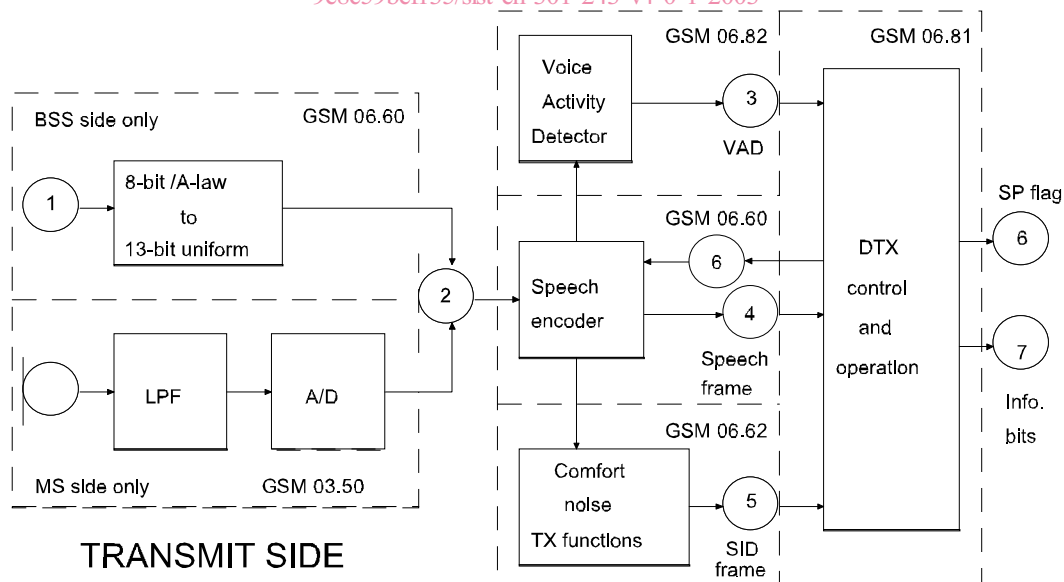 GSM 06.82
GSM 06.81
Voice
Activity
Detector
3
VAD
BSS side only
GSM 06.60
1
8-bit /A-law
to
13-bit uniform
2
GSM 06.60
Speech
encoder
6
4
Speech
frame
DTX
control
and
operation
SP flag
6
7
Info.
bits
LPF
A/D
MS side only
GSM 03.50
GSM 06.62
Comfort
noise
TX functions
5
SID
frame
TRANSMIT SIDE